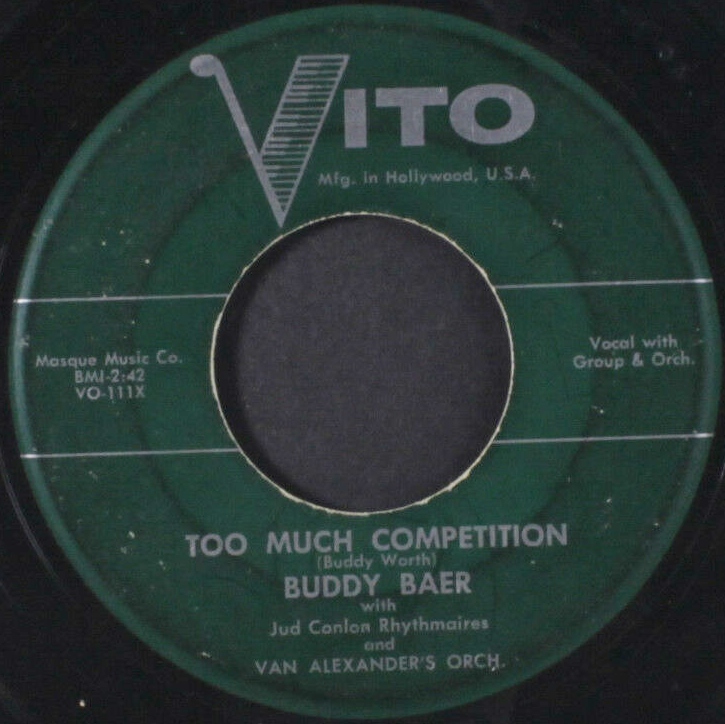 VITO
Mfg. in Hollywood, U.S.A.
Masque Music Co.
BMI-2:42
VO-111X
Vocal with
Group & Orch.
TOO MUCH COMPETITION
(Buddy Worth)
BUDDY BAER
with
Jud Conlon Rhythmaires
and
VAN ALEXANDER'S ORCH.